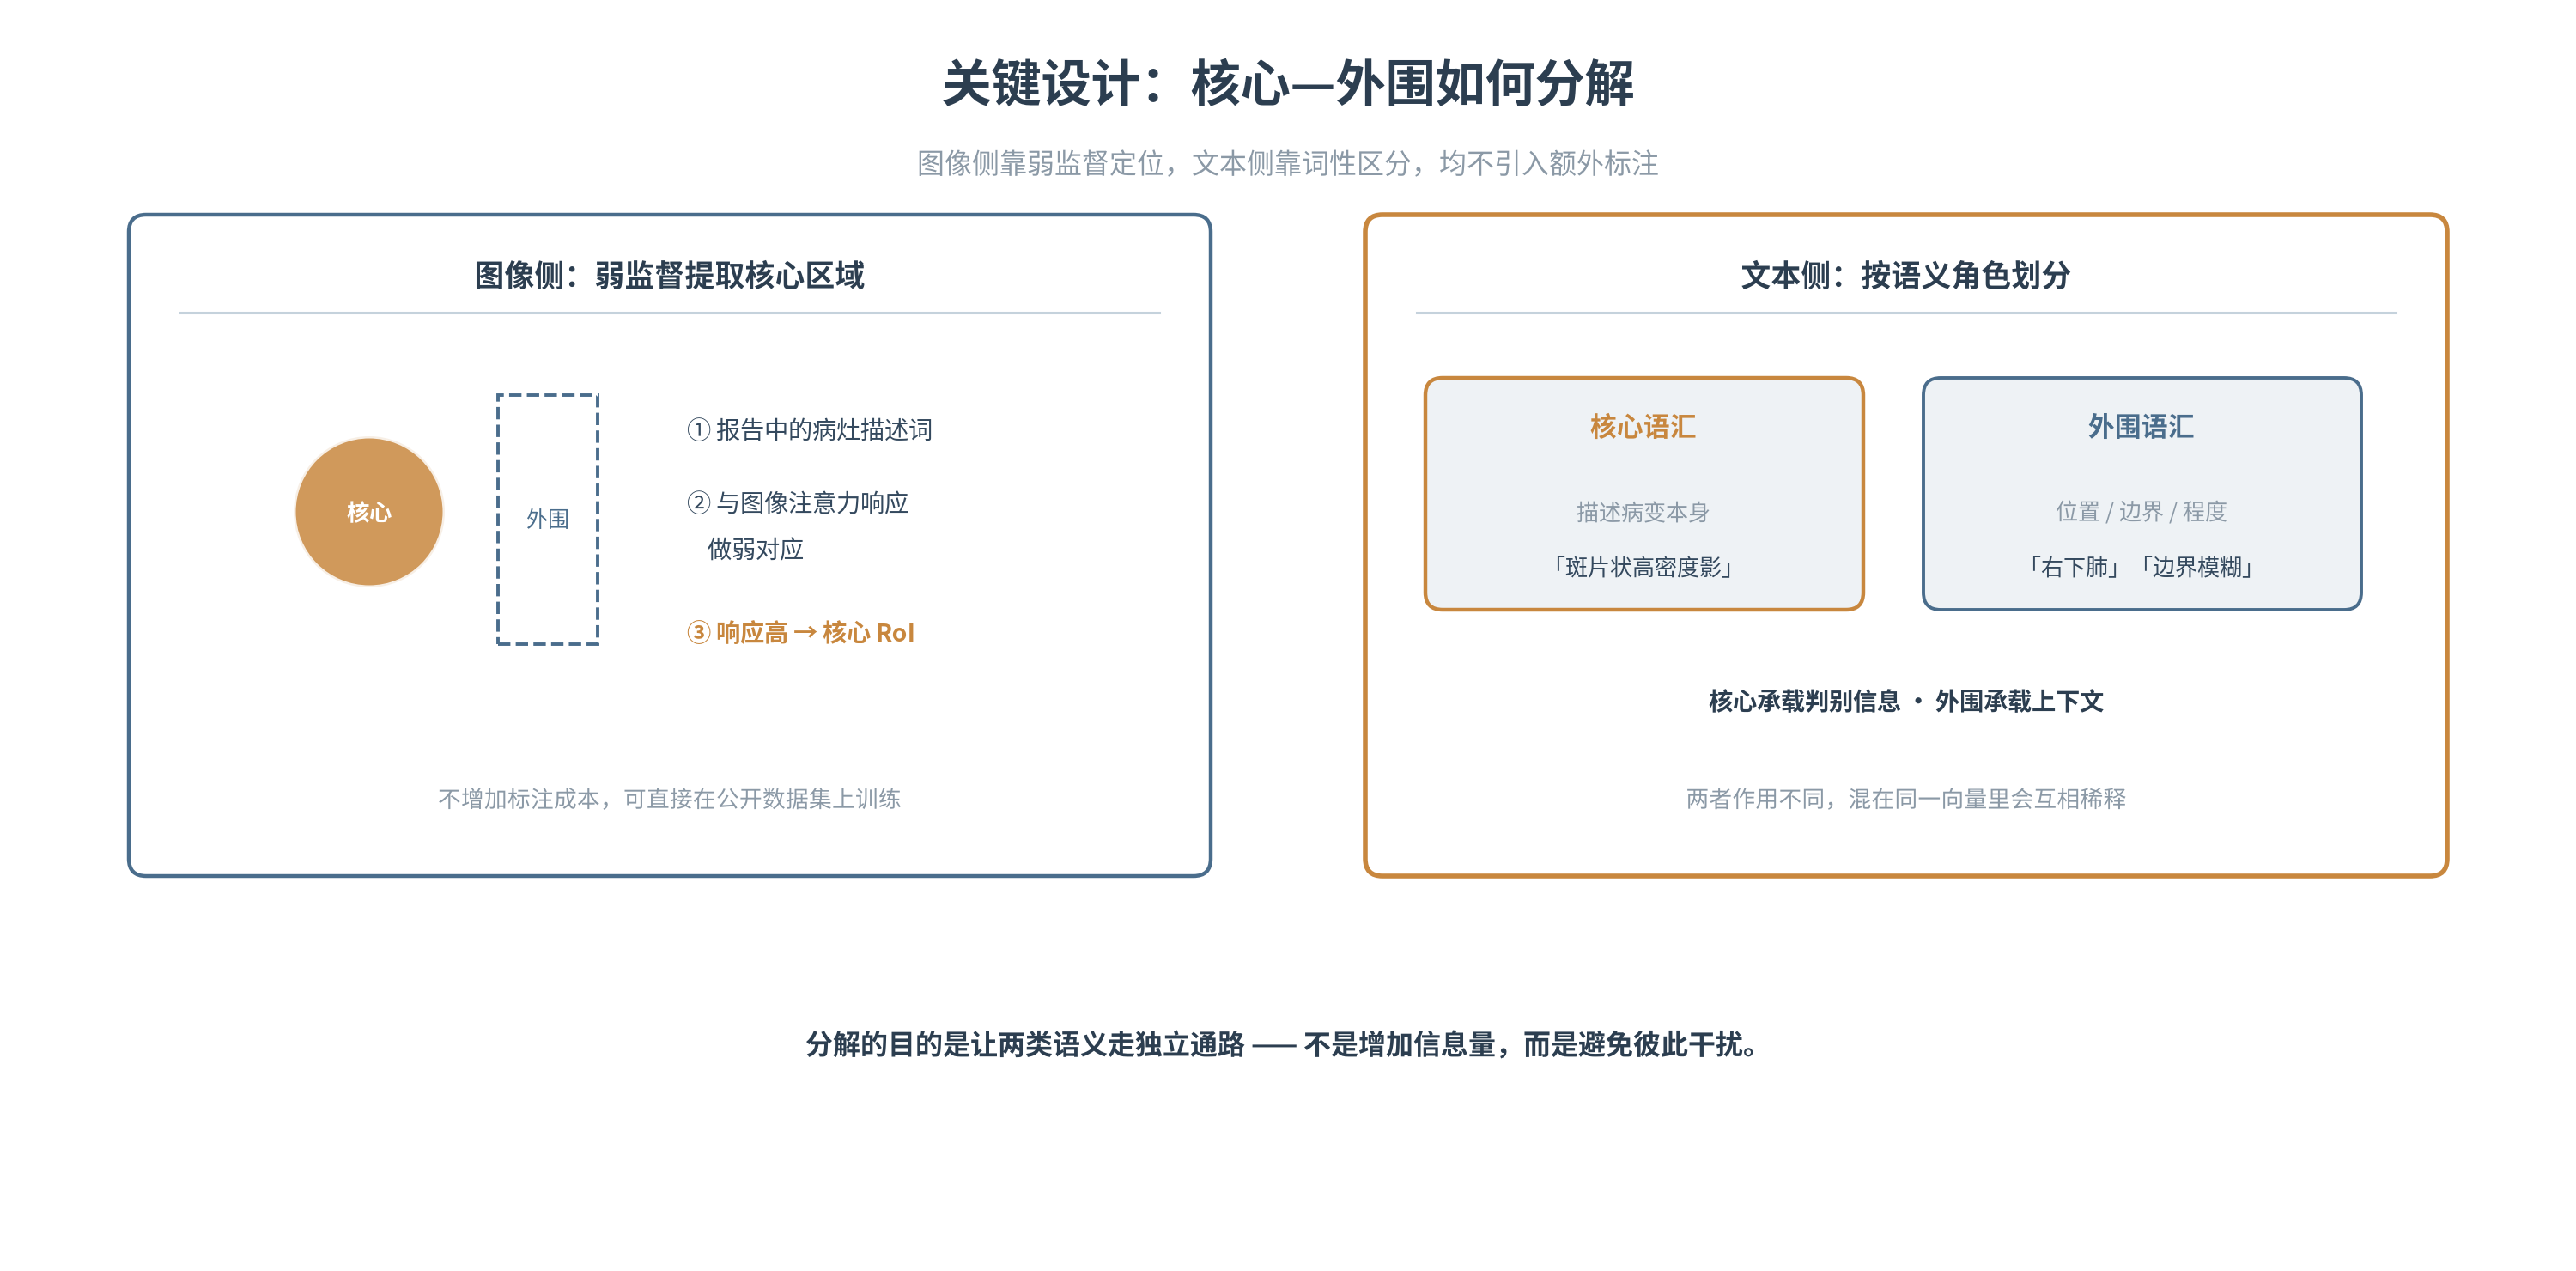 关键设计：核心—外围如何分解
图像侧靠弱监督定位，文本侧靠词性区分，均不引入额外标注
图像侧：弱监督提取核心区域
核心
外围
① 报告中的病灶描述词
② 与图像注意力响应
做弱对应
③ 响应高 → 核心 RoI
不增加标注成本，可直接在公开数据集上训练
文本侧：按语义角色划分
核心语汇
描述病变本身
「斑片状高密度影」
外围语汇
位置 / 边界 / 程度
「右下肺」「边界模糊」
核心承载判别信息 · 外围承载上下文
两者作用不同，混在同一向量里会互相稀释
分解的目的是让两类语义走独立通路 —— 不是增加信息量，而是避免彼此干扰。